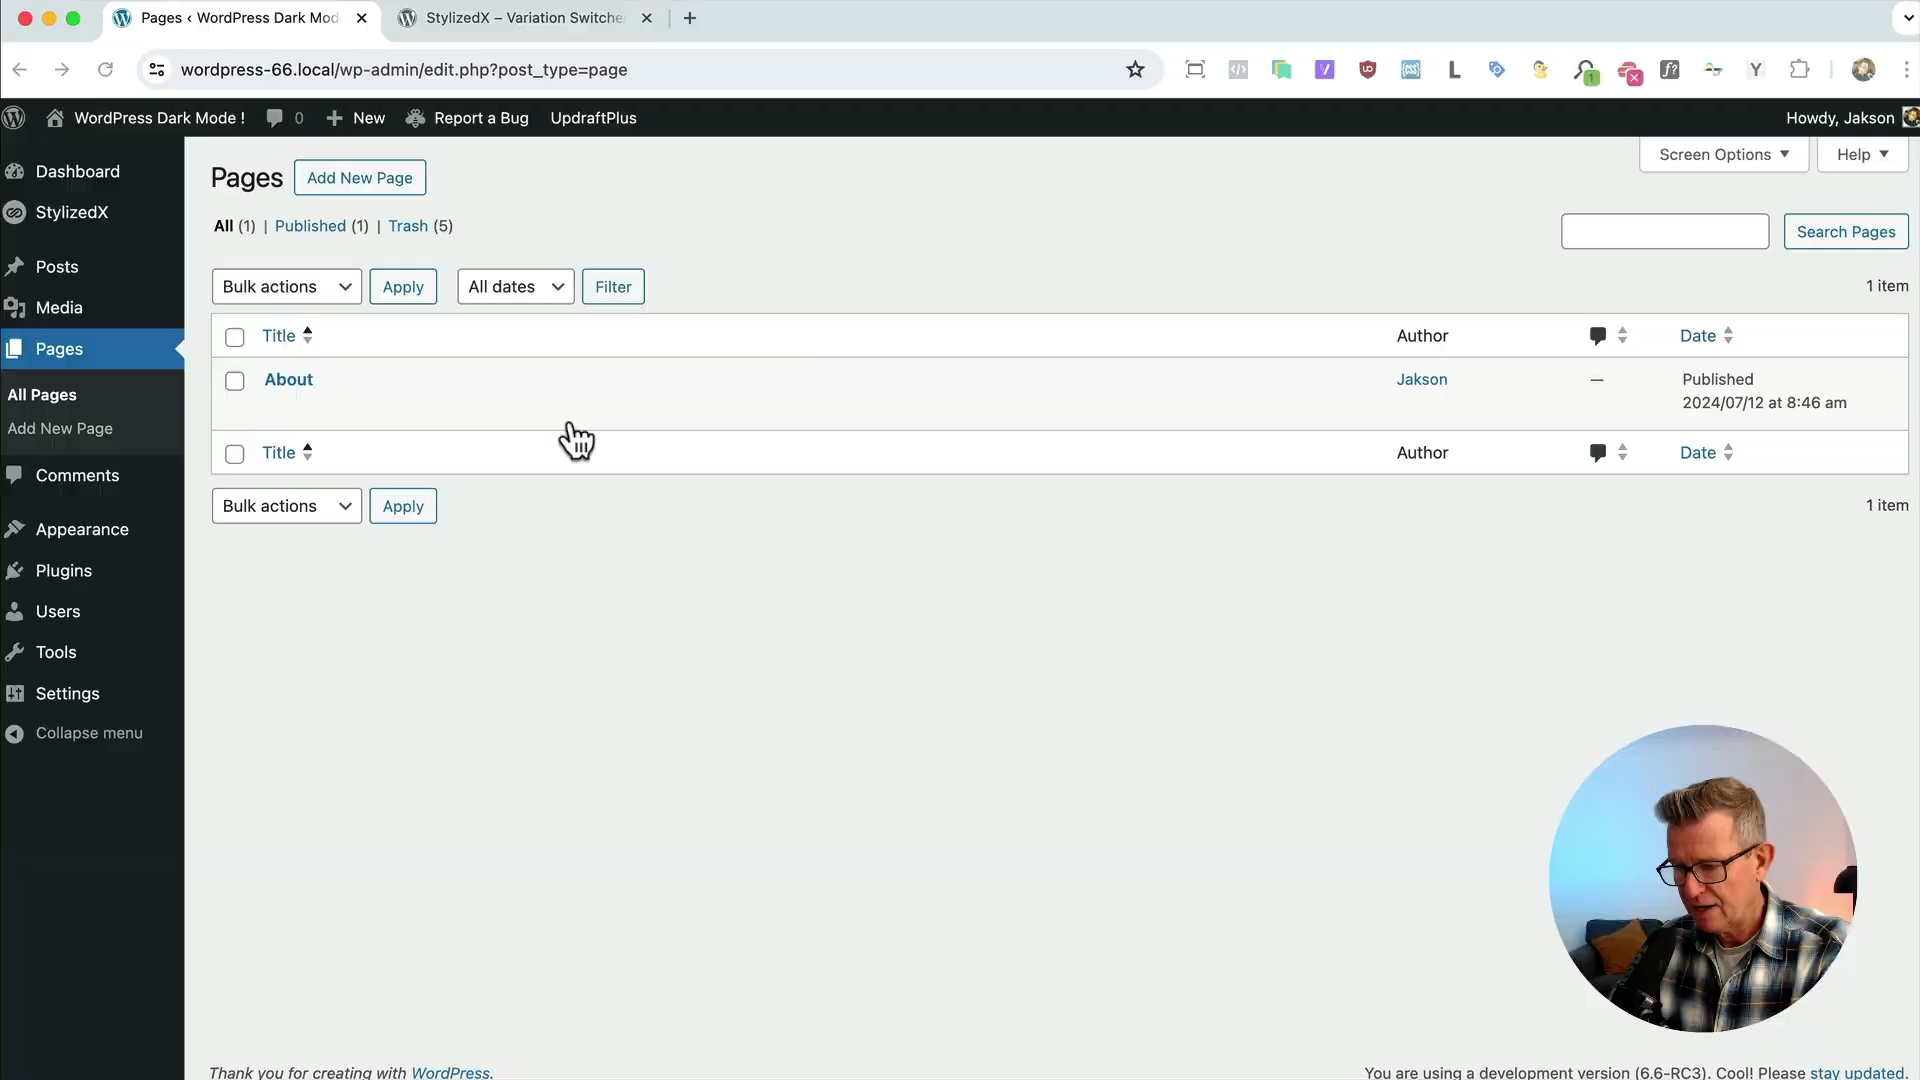 Pages ‹ WordPress Dark Mod
StylizedX – Variation Switche
wordpress-66.local/wp-admin/edit.php?post_type=page
WordPress Dark Mode !
0
New
Report a Bug
UpdraftPlus
Howdy, Jakson
Dashboard
StylizedX
Posts
Media
Pages
All Pages
Add New Page
Comments
Appearance
Plugins
Users
Tools
Settings
Collapse menu
Pages
Add New Page
Screen Options
Help
All (1) | Published (1) | Trash (5)
Search Pages
Bulk actions
Apply
All dates
Filter
1 item
Title
Author
Date
About
Jakson
—
Published
2024/07/12 at 8:46 am
Title
Author
Date
Bulk actions
Apply
1 item
Thank you for creating with WordPress.
You are using a development version (6.6-RC3). Cool! Please stay updated.